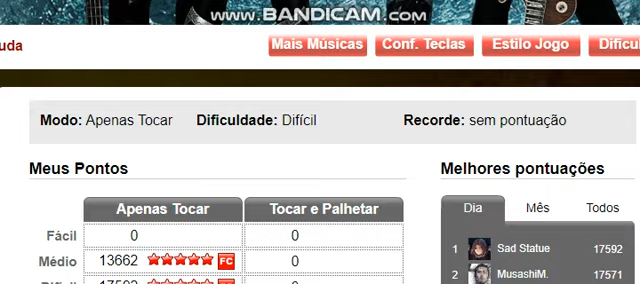 www.BANDICAM.com
uda
Mais Músicas
Conf. Teclas
Estilo Jogo
Modo: Apenas Tocar
Dificuldade: Difícil
Recorde: sem pontuação
Meus Pontos
Melhores pontuações
Apenas Tocar
Tocar e Palhetar
Dia
Mês
Todos
Fácil 0 0
1 Sad Statue 17592
Médio 13662 FC 0
2 MusashiM. 17571